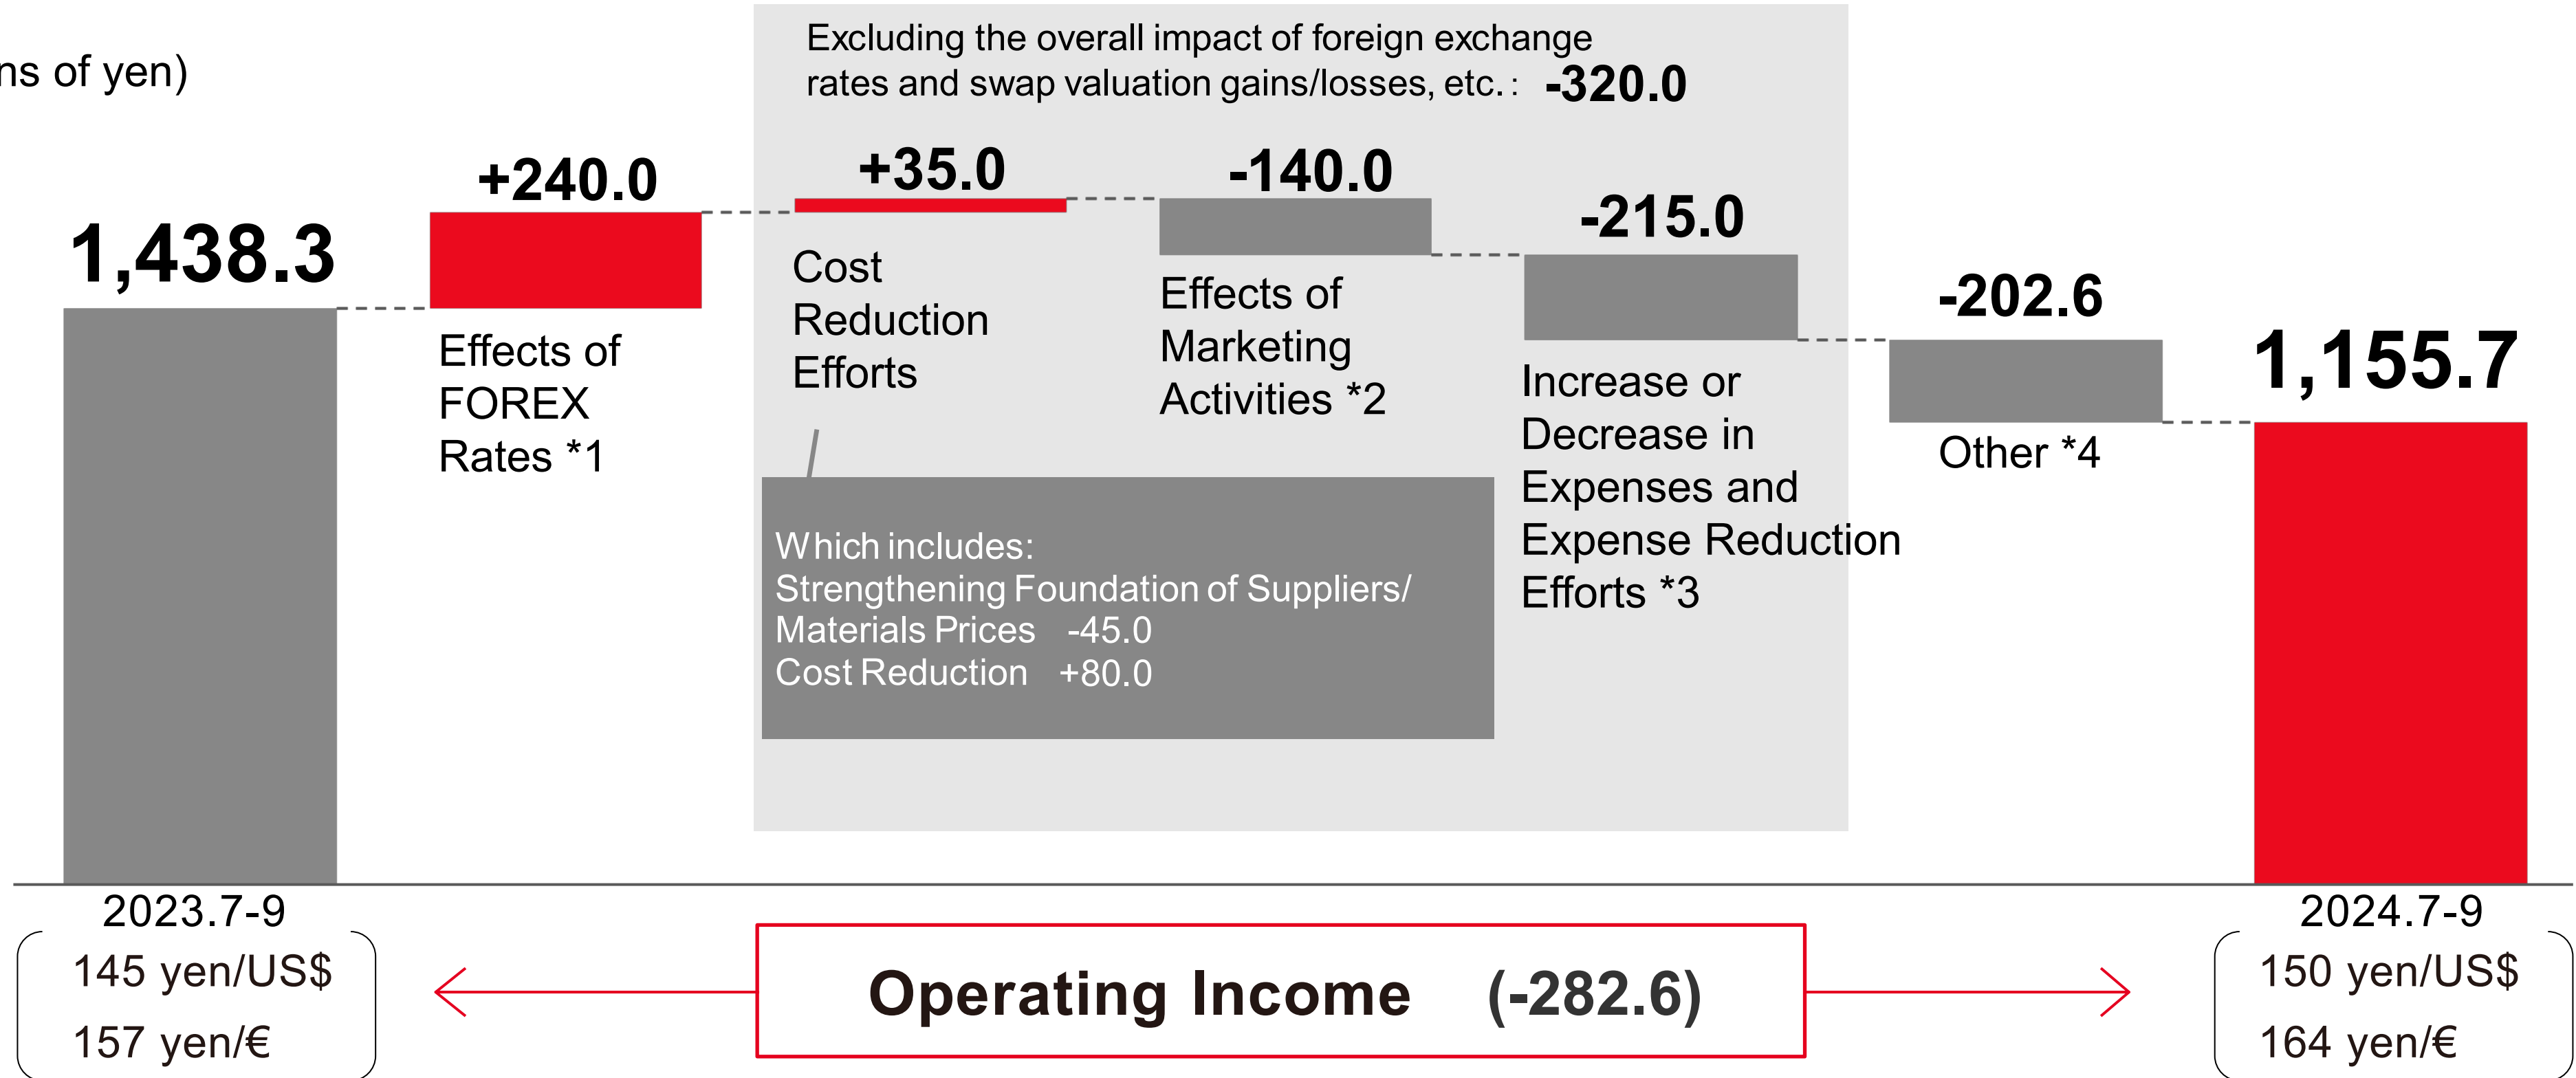 ns of yen)
Excluding the overall impact of foreign exchange
rates and swap valuation gains/losses, etc. : -320.0
1,438.3
+240.0
Effects of
FOREX
Rates *1
+35.0
Cost
Reduction
Efforts
Which includes:
Strengthening Foundation of Suppliers/
Materials Prices -45.0
Cost Reduction +80.0
-140.0
Effects of
Marketing
Activities *2
-215.0
Increase or
Decrease in
Expenses and
Expense Reduction
Efforts *3
-202.6
Other *4
1,155.7
2023.7-9
145 yen/US$
157 yen/€
Operating Income (-282.6)
2024.7-9
150 yen/US$
164 yen/€